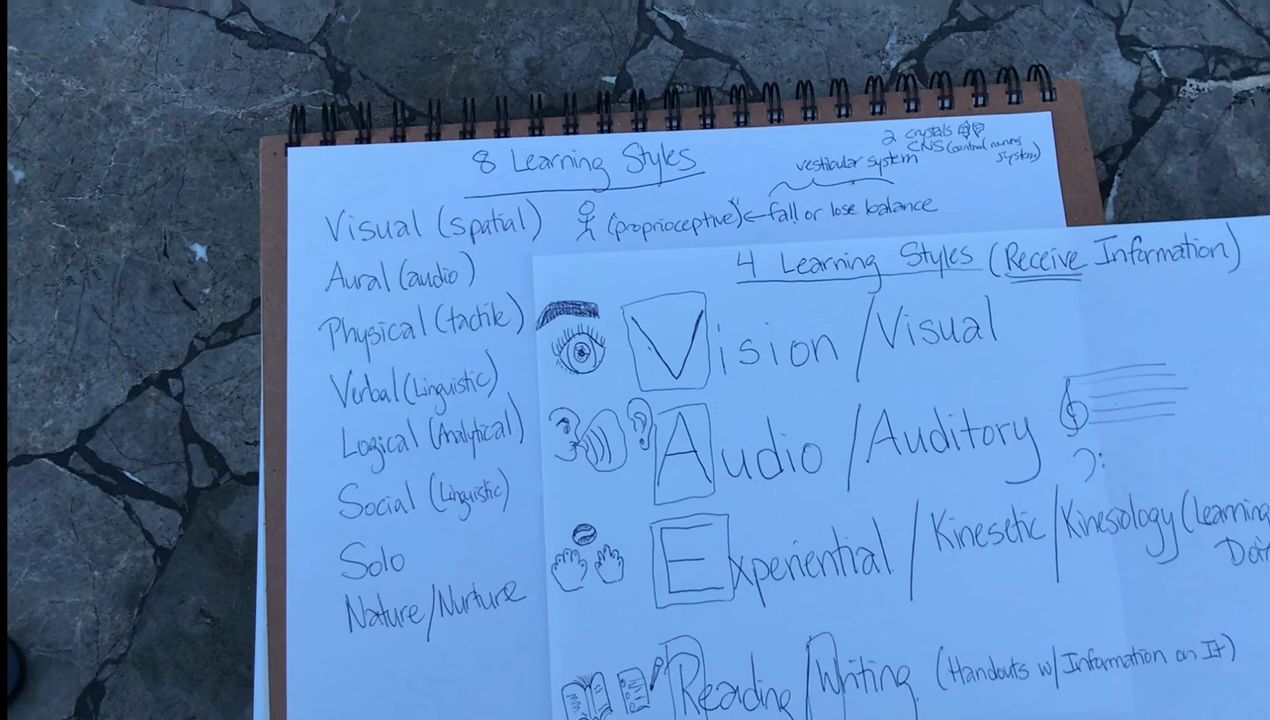 8 Learning Styles
2 crystals
CNS (central nervous system)
vestibular system
Visual (spatial) (proprioceptive) ← fall or lose balance
Aural (audio)
Physical (tactile)
Verbal (Linguistic)
Logical (Analytical)
Social (Linguistic)
Solo
Nature/Nurture
4 Learning Styles (Receive Information)
Vision / Visual
Audio / Auditory
Experiential / Kinesetic / Kinesiology (Learning
Reading / Writing (Handouts w/ Information on It)